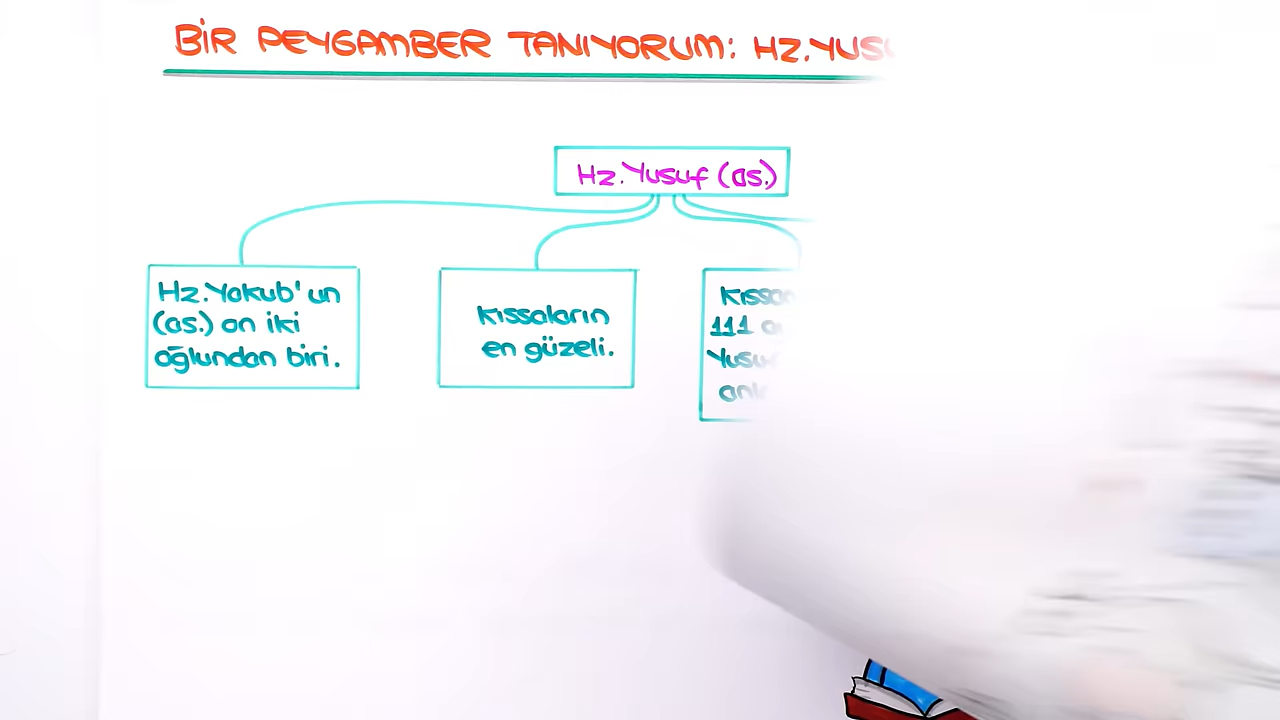 BİR PEYGAMBER TANIYORUM: HZ.
Hz.Yusuf (as.)
Hz.Yakub'un
(as.) on iki
oğlundan biri.
Kıssaların
en güzeli.
111